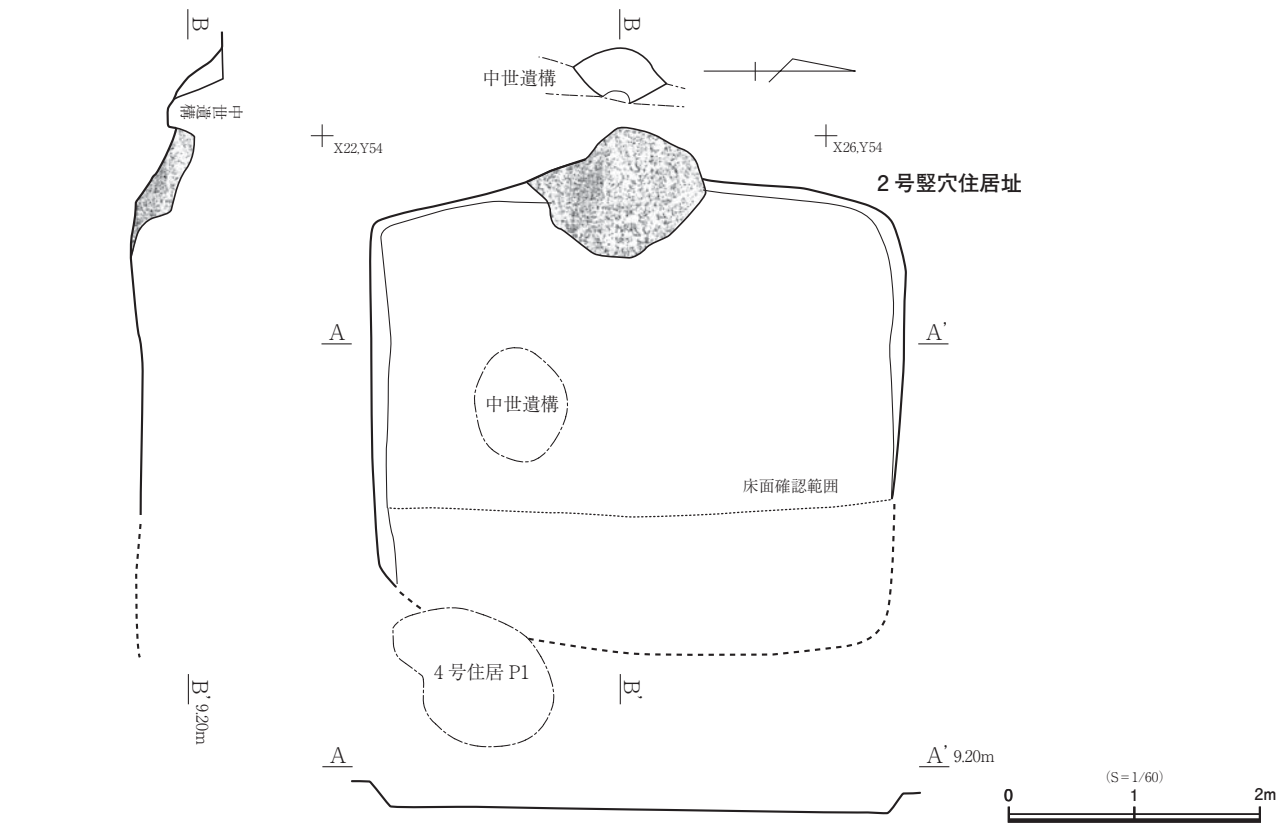 B
B
中世遺構
中世遺構
X22,Y54
X26,Y54
2号竪穴住居址
A
A'
中世遺構
床面確認範囲
4号住居 P1
B' 9.20m
B'
A
A' 9.20m
(S=1/60)
0 1 2m